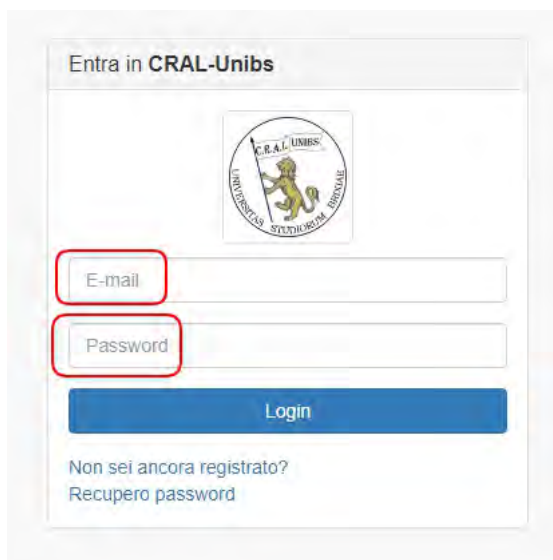 Entra in CRAL-Unibs
C.R.A.L. UNIBS
UNIVERSITAS STUDIORUM BRIXIAE
E-mail
Password
Login
Non sei ancora registrato?
Recupero password